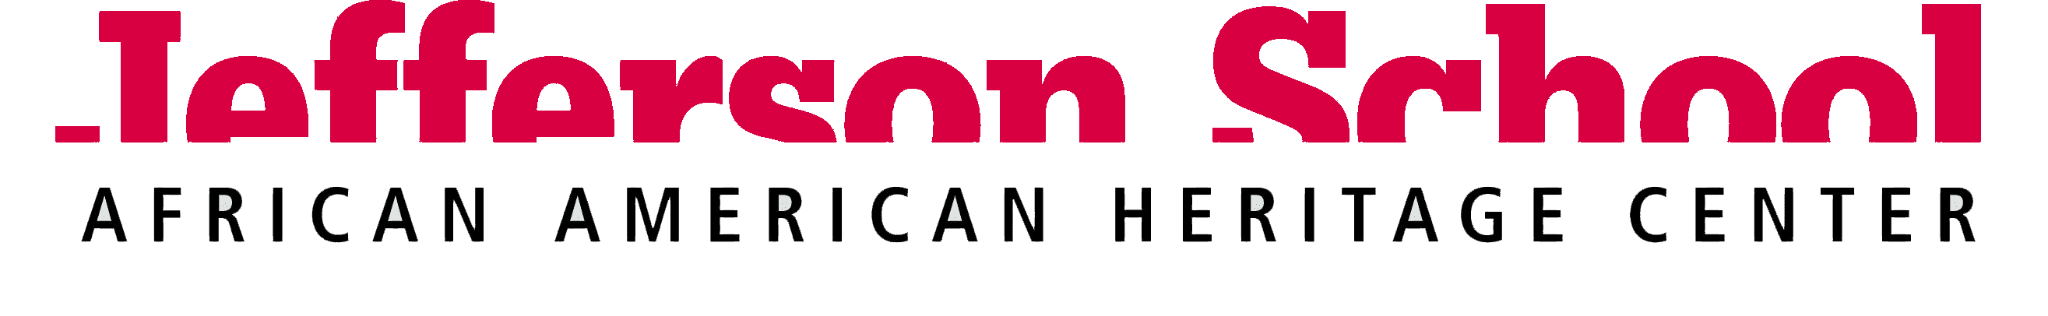 Jefferson School
AFRICAN AMERICAN HERITAGE CENTER